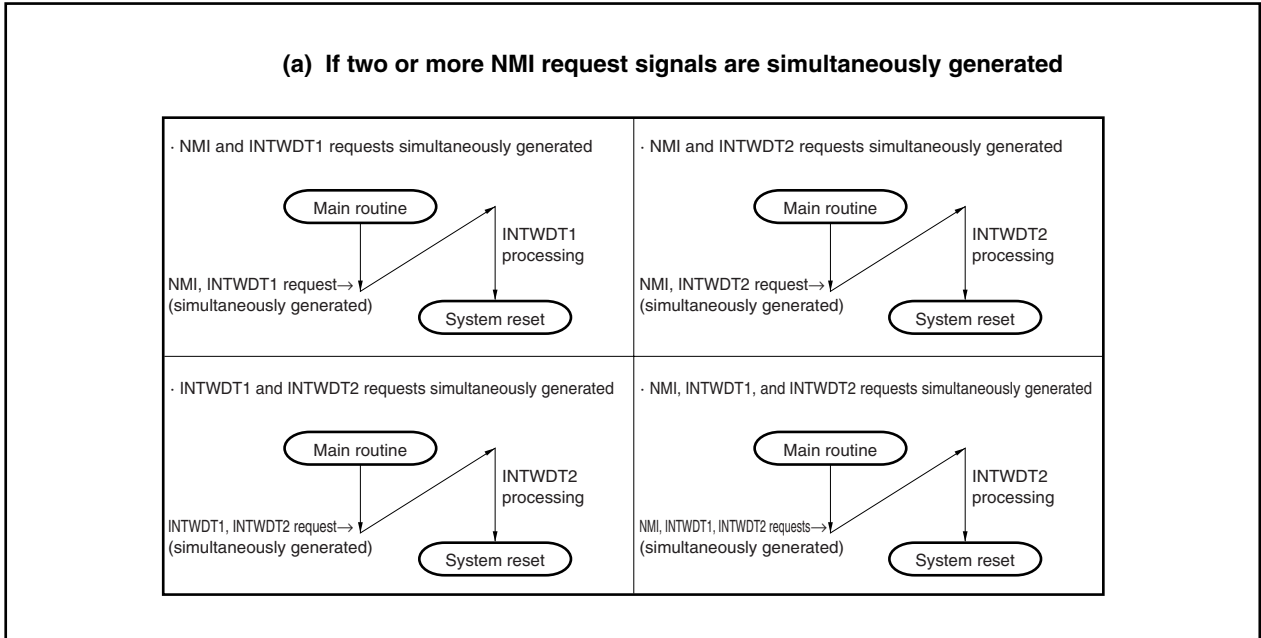 (a) If two or more NMI request signals are simultaneously generated
· NMI and INTWDT1 requests simultaneously generated
Main routine
INTWDT1
processing
NMI, INTWDT1 request→
(simultaneously generated)
System reset
· NMI and INTWDT2 requests simultaneously generated
Main routine
INTWDT2
processing
NMI, INTWDT2 request→
(simultaneously generated)
System reset
· INTWDT1 and INTWDT2 requests simultaneously generated
Main routine
INTWDT2
processing
INTWDT1, INTWDT2 request→
(simultaneously generated)
System reset
· NMI, INTWDT1, and INTWDT2 requests simultaneously generated
Main routine
INTWDT2
processing
NMI, INTWDT1, INTWDT2 requests→
(simultaneously generated)
System reset